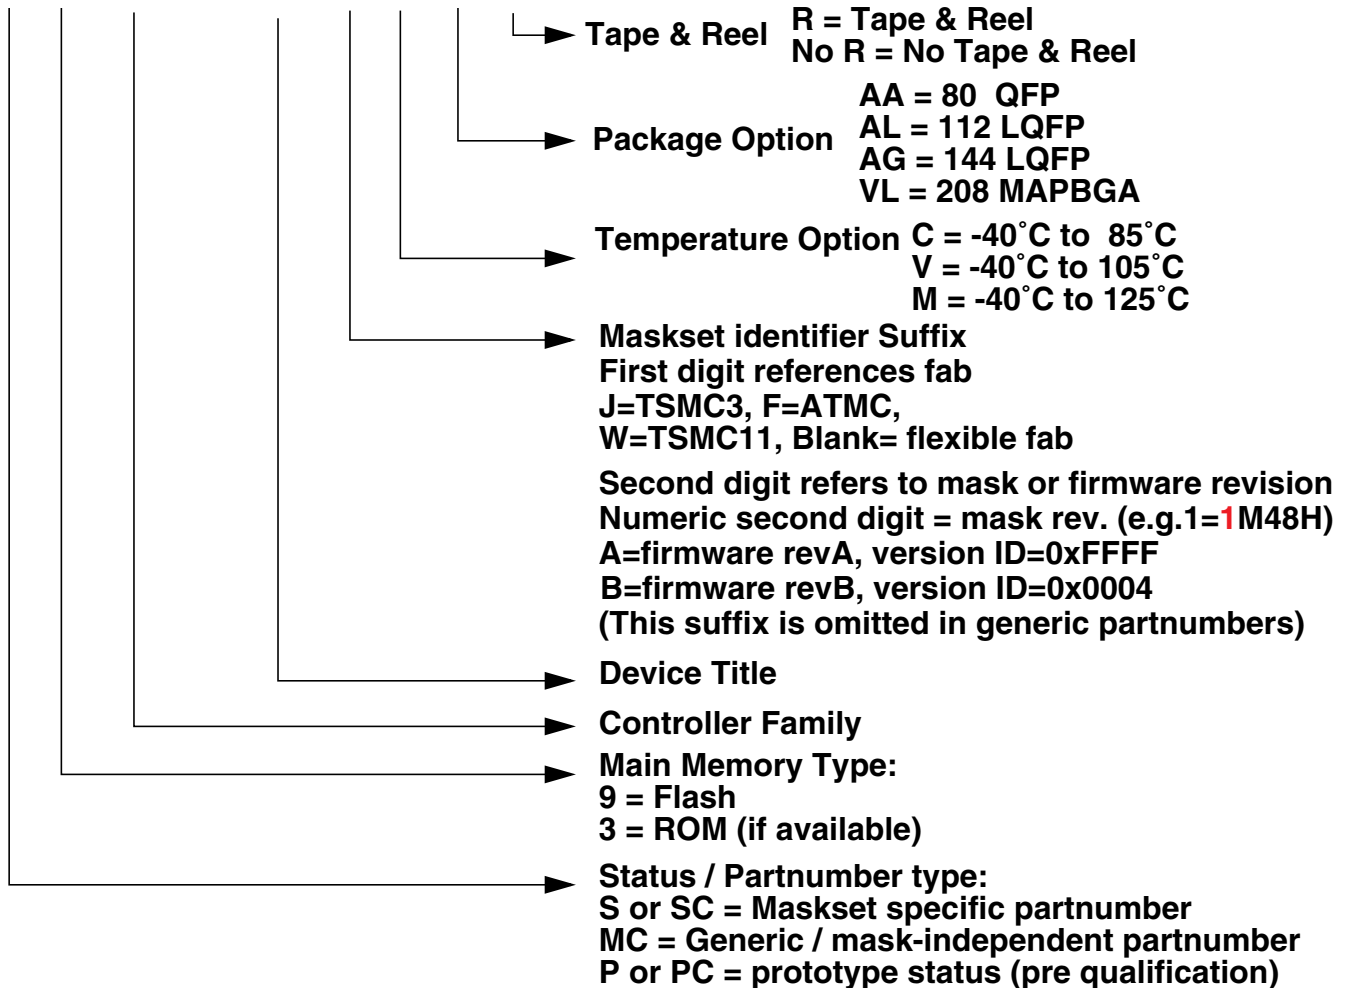 Tape & Reel R = Tape & Reel
No R = No Tape & Reel
AA = 80 QFP
Package Option AL = 112 LQFP
AG = 144 LQFP
VL = 208 MAPBGA
Temperature Option C = -40˚C to 85˚C
V = -40˚C to 105˚C
M = -40˚C to 125˚C
Maskset identifier Suffix
First digit references fab
J=TSMC3, F=ATMC,
W=TSMC11, Blank= flexible fab
Second digit refers to mask or firmware revision
Numeric second digit = mask rev. (e.g.1=1M48H)
A=firmware revA, version ID=0xFFFF
B=firmware revB, version ID=0x0004
(This suffix is omitted in generic partnumbers)
Device Title
Controller Family
Main Memory Type:
9 = Flash
3 = ROM (if available)
Status / Partnumber type:
S or SC = Maskset specific partnumber
MC = Generic / mask-independent partnumber
P or PC = prototype status (pre qualification)